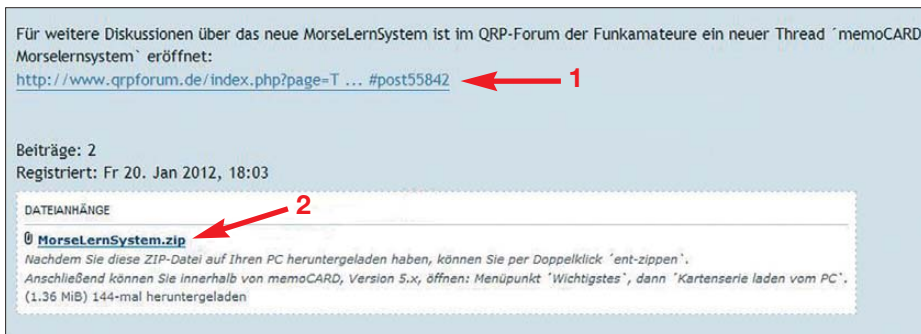 Für weitere Diskussionen über das neue MorseLernSystem ist im QRP-Forum der Funkamateure ein neuer Thread ´memoCARD
Morselernsystem` eröffnet:
http://www.qrpforum.de/index.php?page=T ... #post55842
1
Beiträge: 2
Registriert: Fr 20. Jan 2012, 18:03
DATEIANHÄNGE
2
MorseLernSystem.zip
Nachdem Sie diese ZIP-Datei auf Ihren PC heruntergeladen haben, können Sie per Doppelklick ´ent-zippen`.
Anschließend können Sie innerhalb von memoCARD, Version 5.x, öffnen: Menüpunkt ´Wichtigstes`, dann ´Kartenserie laden vom PC`.
(1.36 MiB) 144-mal heruntergeladen